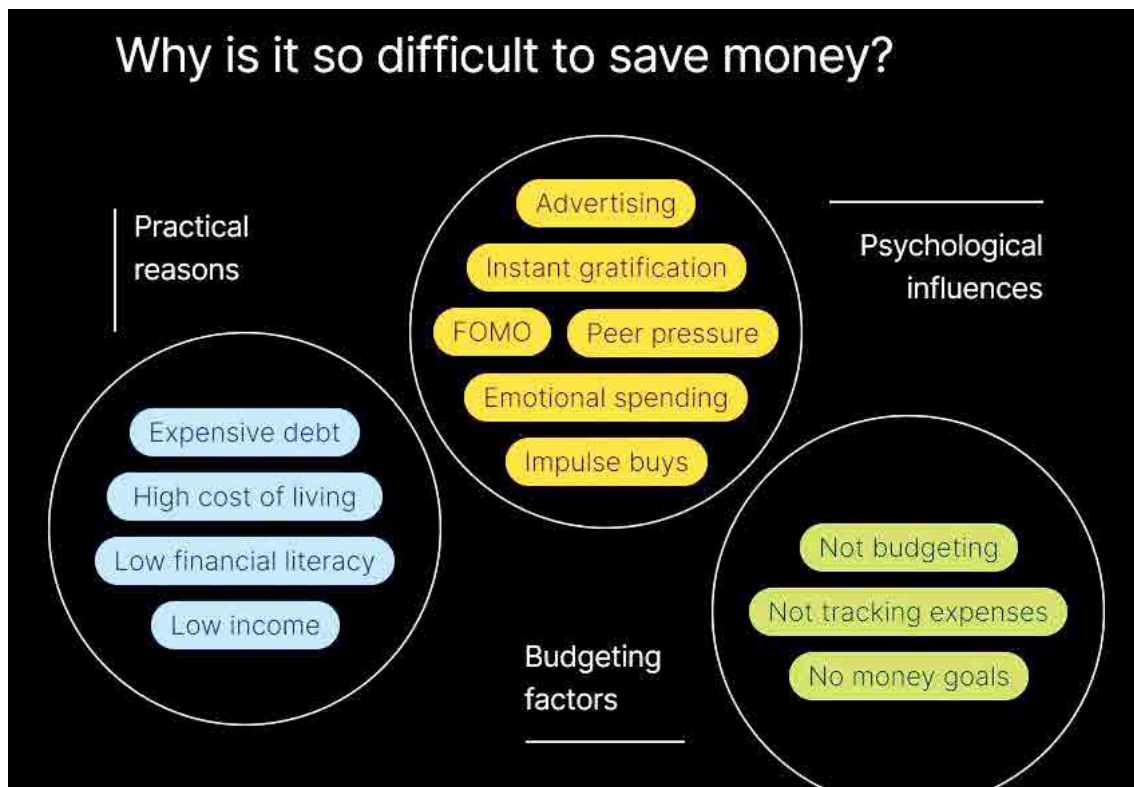 Why is it so difficult to save money?
Practical
reasons
Expensive debt
High cost of living
Low financial literacy
Low income
Advertising
Instant gratification
FOMO Peer pressure
Emotional spending
Impulse buys
Psychological
influences
Budgeting
factors
Not budgeting
Not tracking expenses
No money goals